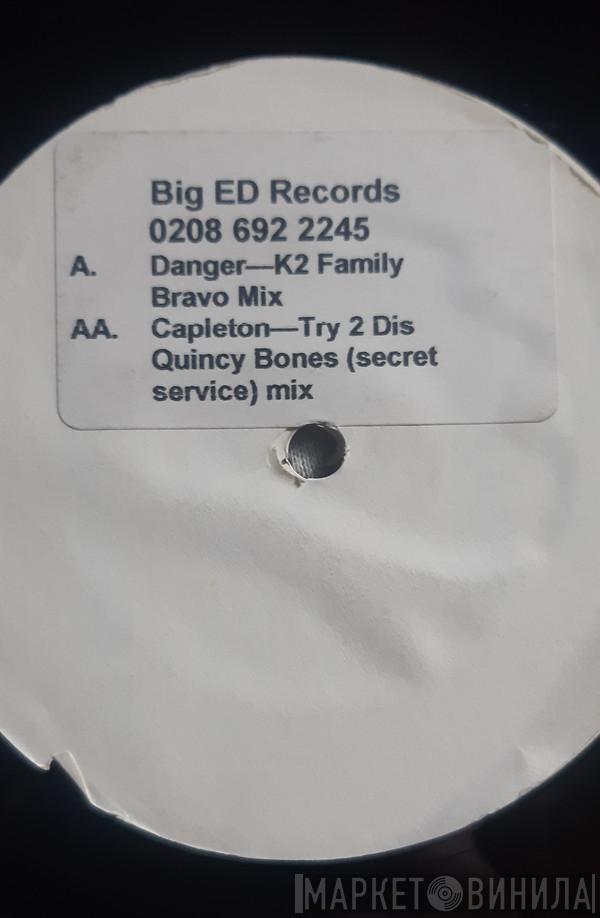 Big ED Records
0208 692 2245
A. Danger—K2 Family
Bravo Mix
AA. Capleton—Try 2 Dis
Quincy Bones (secret
service) mix
МАРКЕТ ВИНИЛА